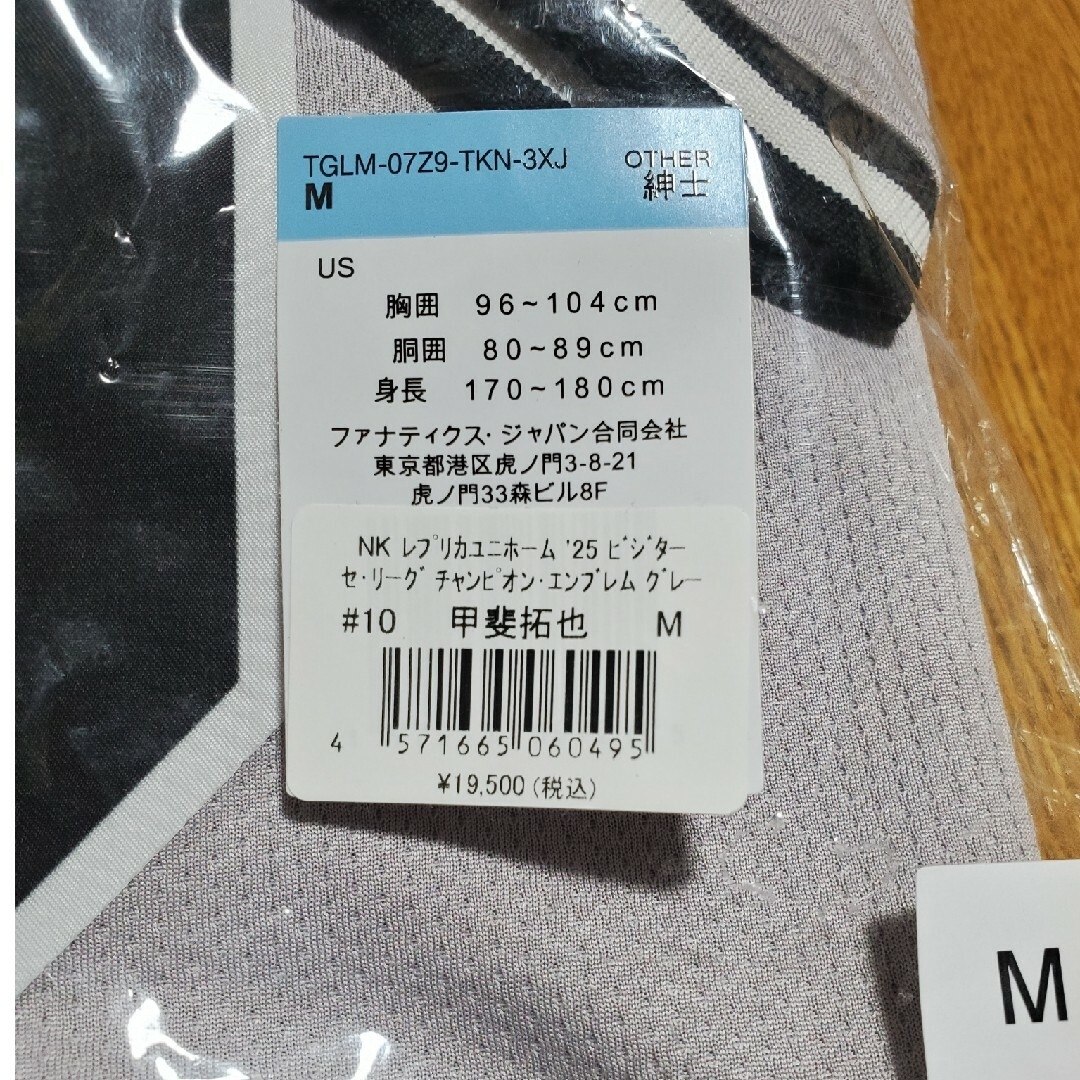 TGLM-07Z9-TKN-3XJ OTHER
M 紳士
US
胸囲 96~104cm
胴囲 80~89cm
身長 170~180cm
ファナティクス・ジャパン合同会社
東京都港区虎ノ門3-8-21
虎ノ門33森ビル8F
NK ﾚﾌﾟﾘｶﾕﾆﾎｰﾑ '25 ﾋﾞｼﾞﾀｰ
ｾ･ﾘｰｸﾞ ﾁｬﾝﾋﾟｵﾝ･ｴﾝﾌﾞﾚﾑ ｸﾞﾚｰ
#10 甲斐拓也 M
4 571665 060495
¥19,500(税込)
M